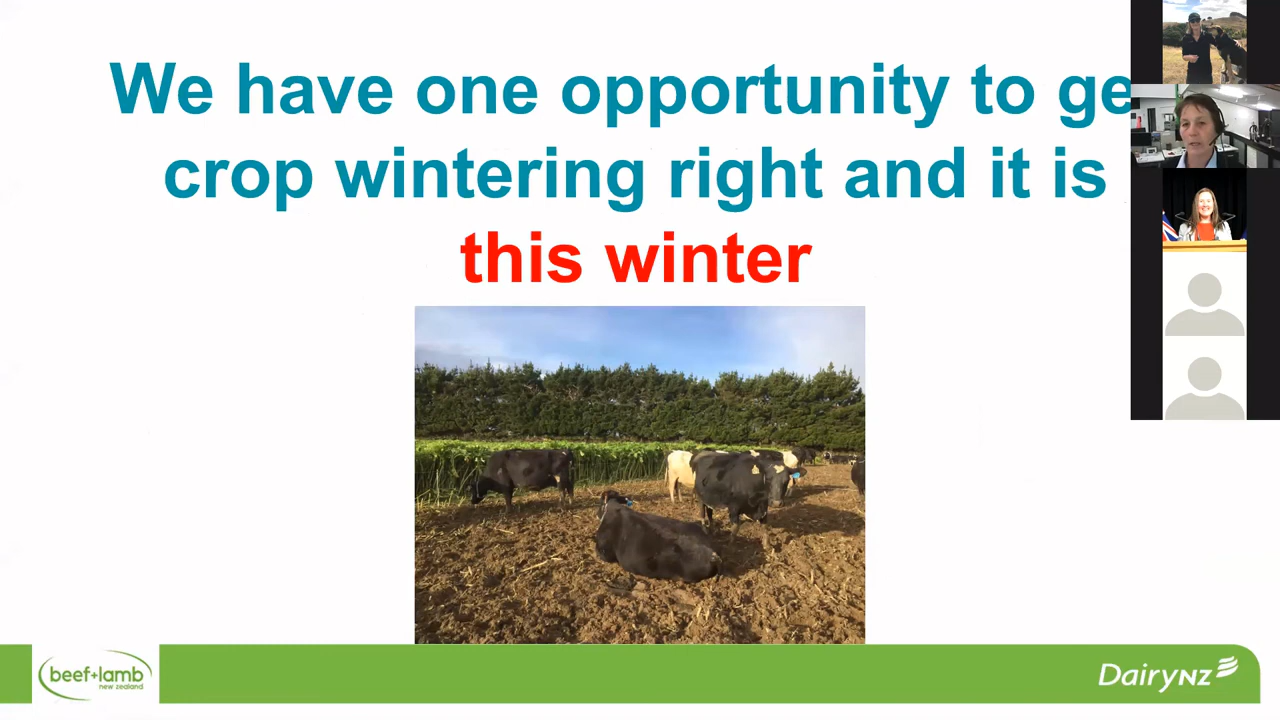 We have one opportunity to ge
crop wintering right and it is
this winter
beef+lamb
new zealand
DairyNZ